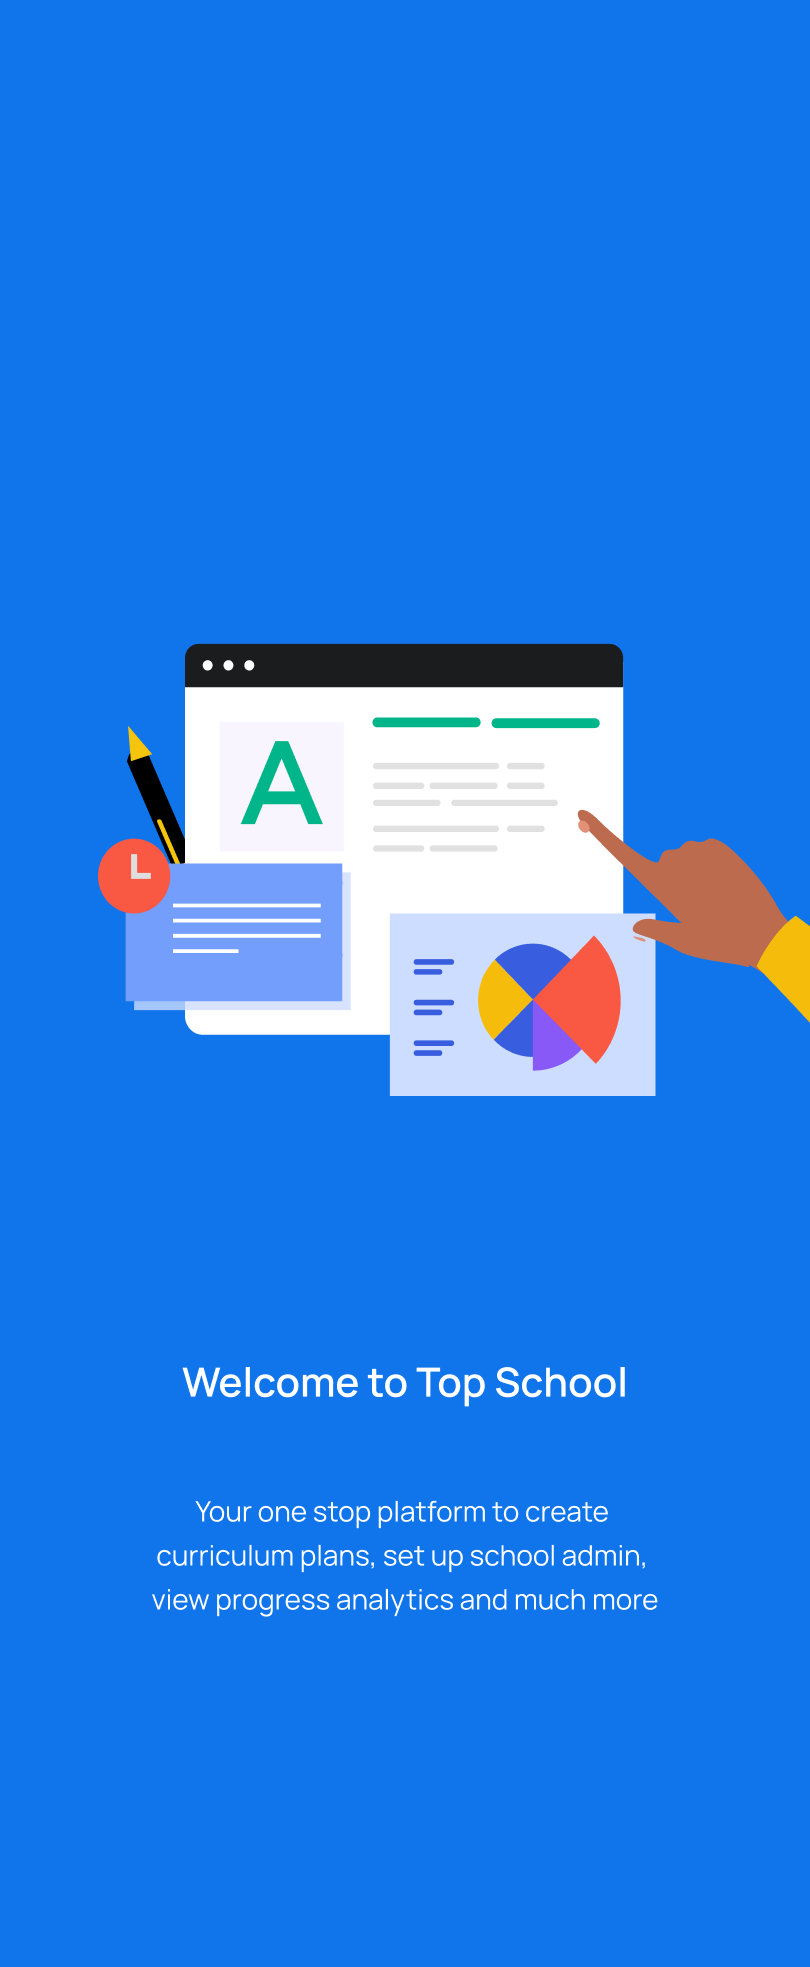 A
Welcome to Top School
Your one stop platform to create
curriculum plans, set up school admin,
view progress analytics and much more